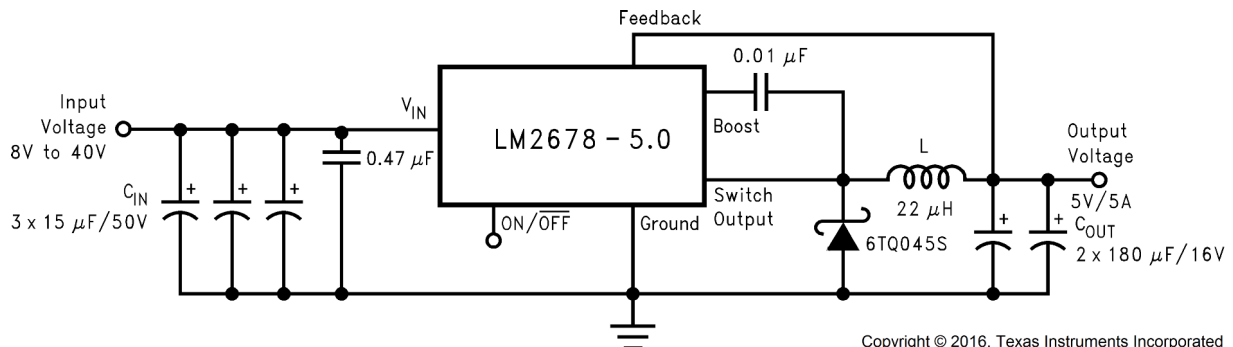 Feedback
0.01 μF
Input
Voltage
8V to 40V
V_IN
LM2678-5.0
Boost
0.47 μF
C_IN
3 x 15 μF/50V
+
+
+
ON/O̅F̅F̅
Ground
Switch
Output
L
22 μH
6TQ045S
Output
Voltage
5V/5A
+
+
C_OUT
2 x 180 μF/16V
Copyright © 2016, Texas Instruments Incorporated